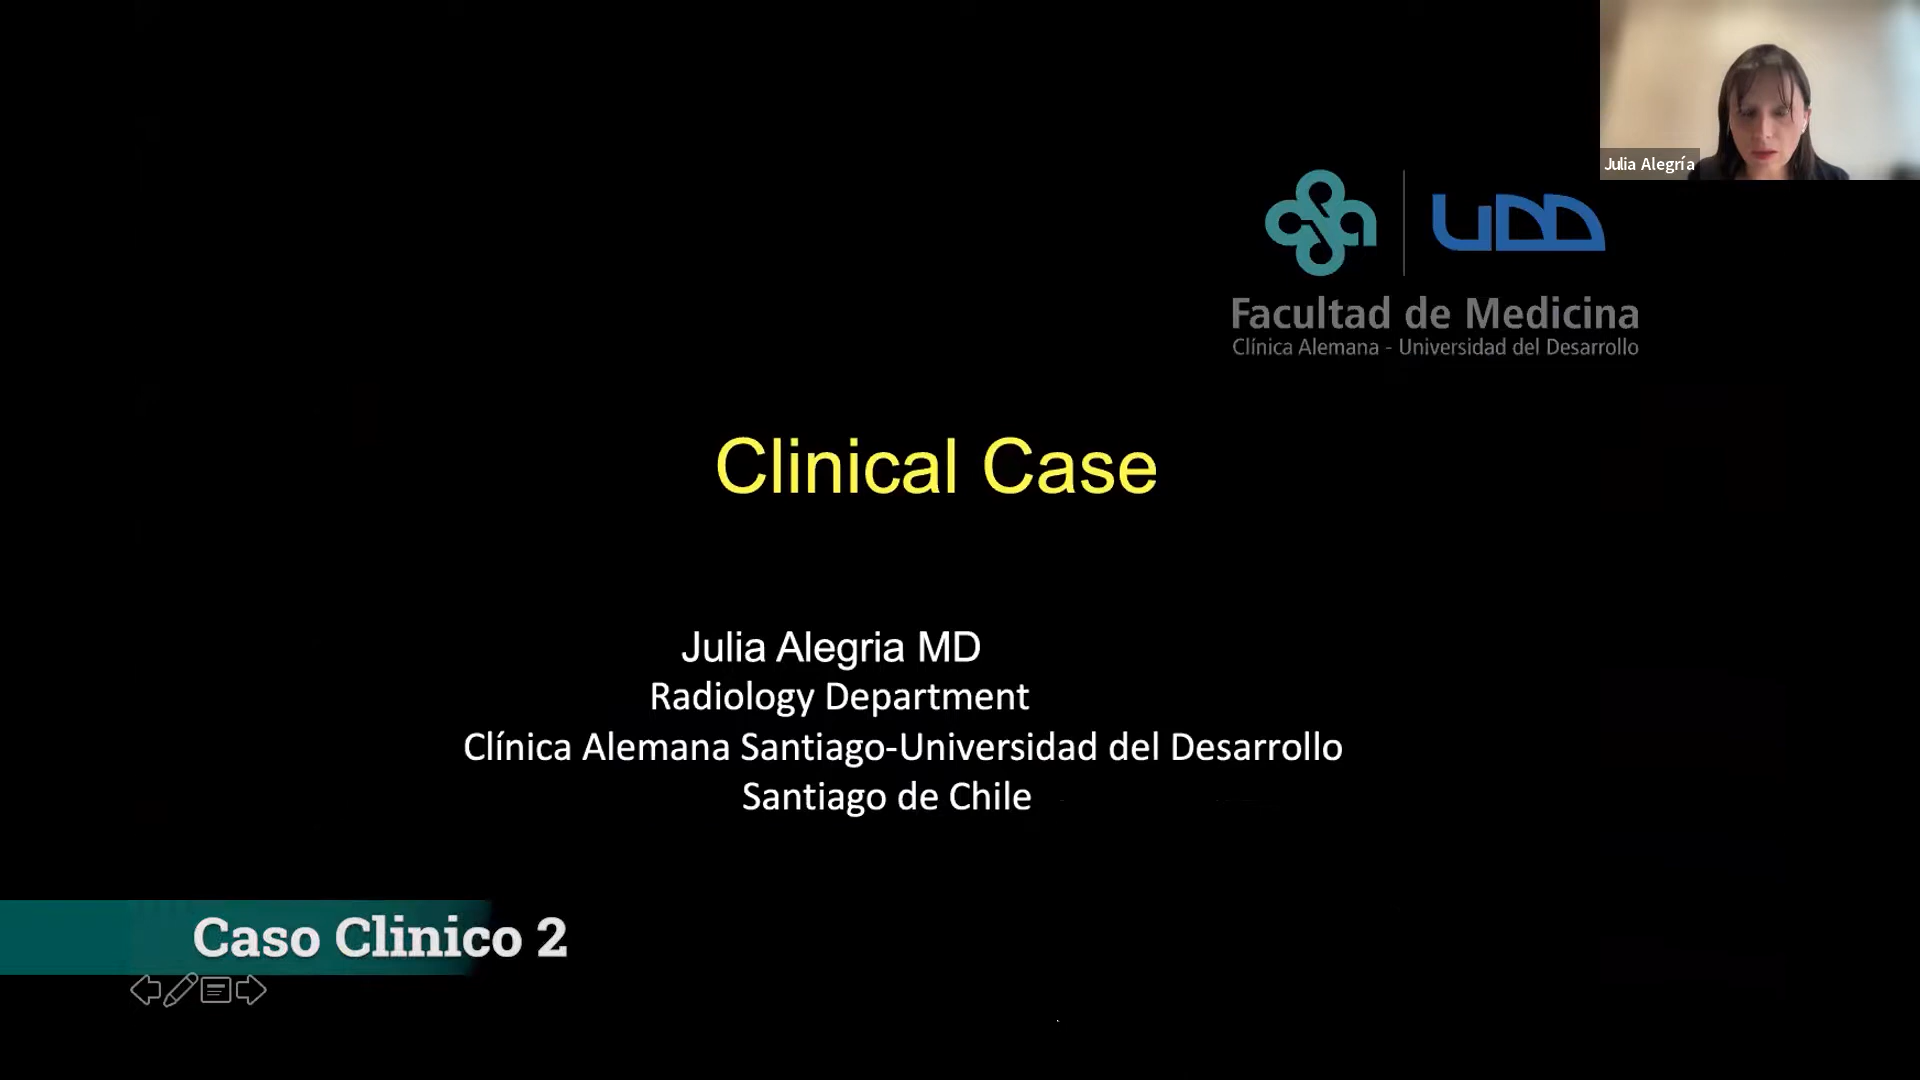 Julia Alegría
UDD
Facultad de Medicina
Clínica Alemana - Universidad del Desarrollo
Clinical Case
Julia Alegria MD
Radiology Department
Clínica Alemana Santiago-Universidad del Desarrollo
Santiago de Chile
Caso Clinico 2